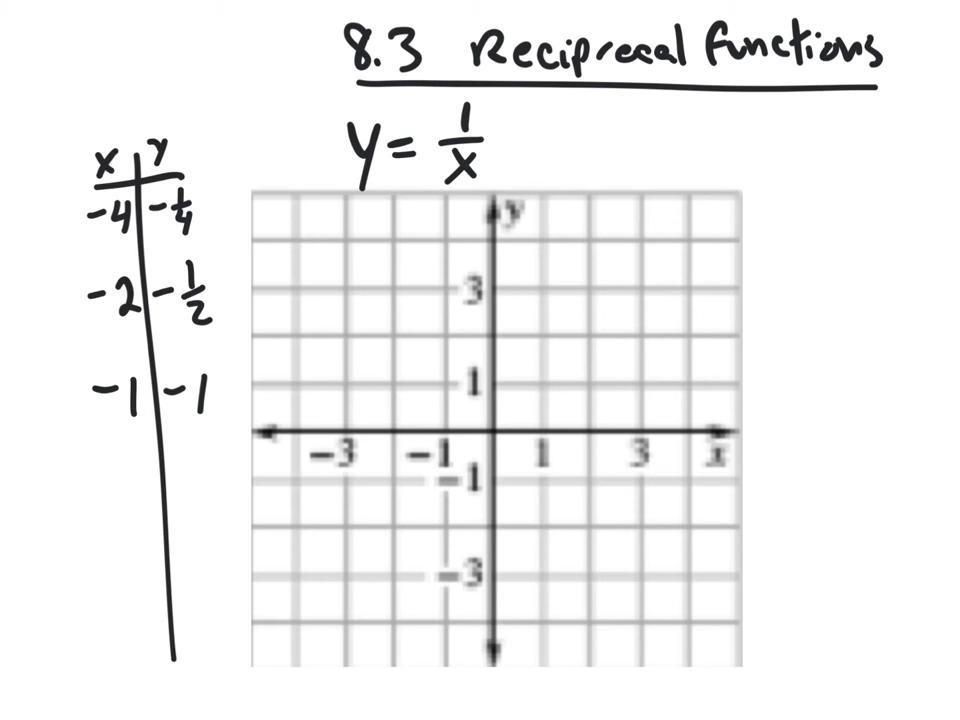 8.3 Reciprocal functions
y = 1/x
x y
-4 -1/4
-2 -1/2
-1 -1
y
3
1
-3 -1 1 3 x
-1
-3